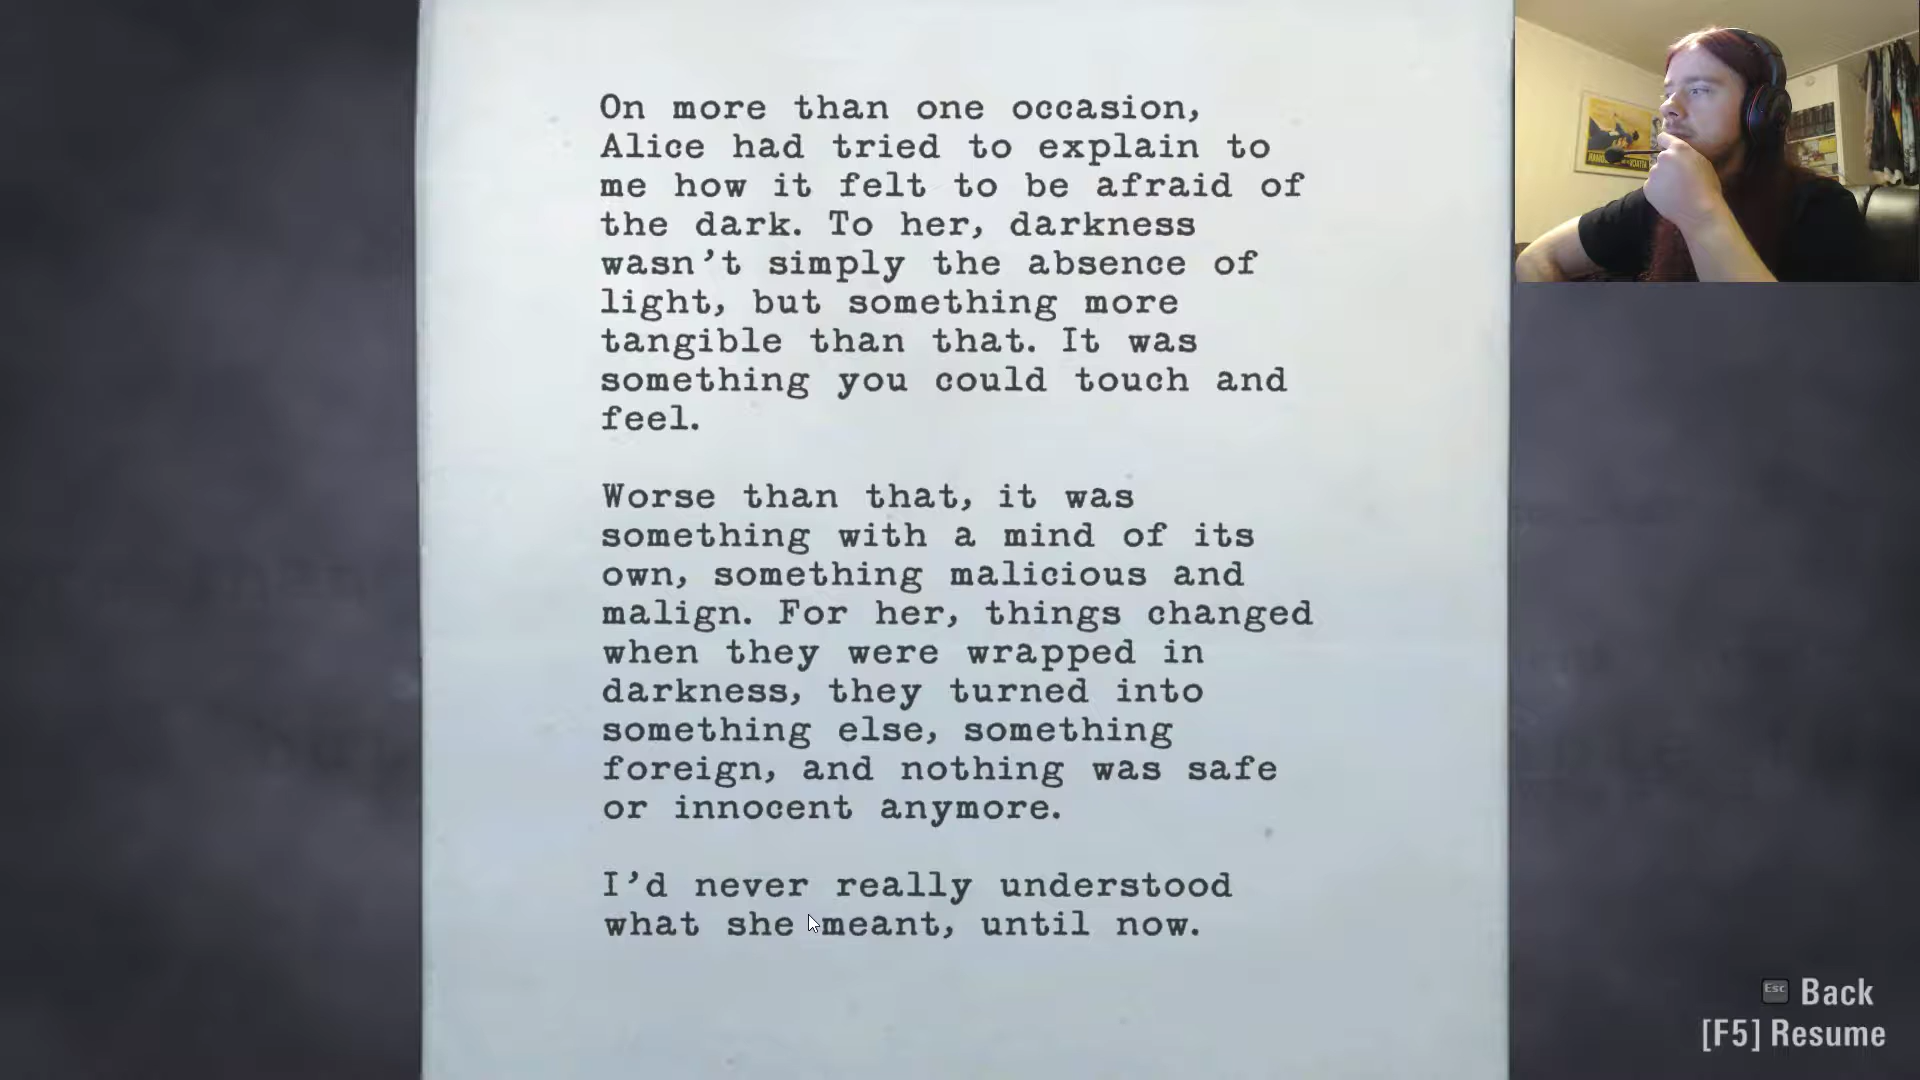 On more than one occasion,
Alice had tried to explain to
me how it felt to be afraid of
the dark. To her, darkness
wasn't simply the absence of
light, but something more
tangible than that. It was
something you could touch and
feel.
Worse than that, it was
something with a mind of its
own, something malicious and
malign. For her, things changed
when they were wrapped in
darkness, they turned into
something else, something
foreign, and nothing was safe
or innocent anymore.
I'd never really understood
what she meant, until now.
Esc Back
[F5] Resume